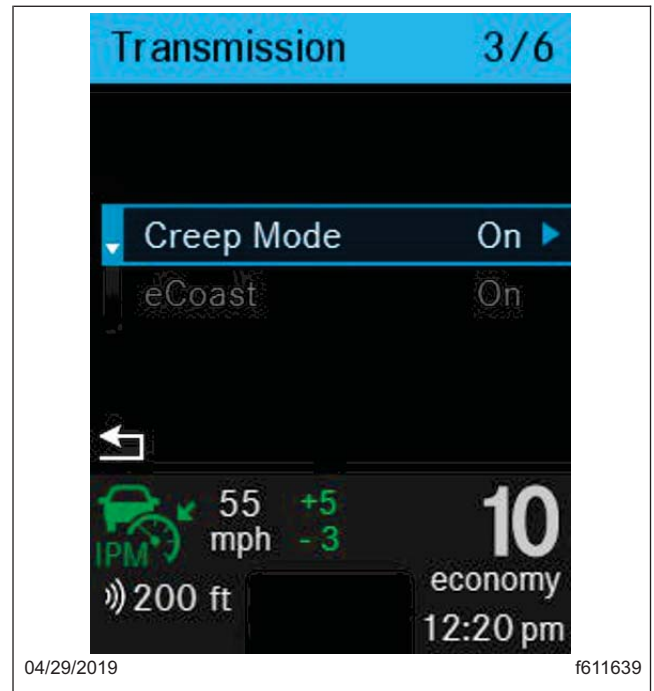 Transmission 3/6
Creep Mode On
eCoast On
55 +5
mph - 3
IPM
10
200 ft
economy
12:20 pm
04/29/2019 f611639